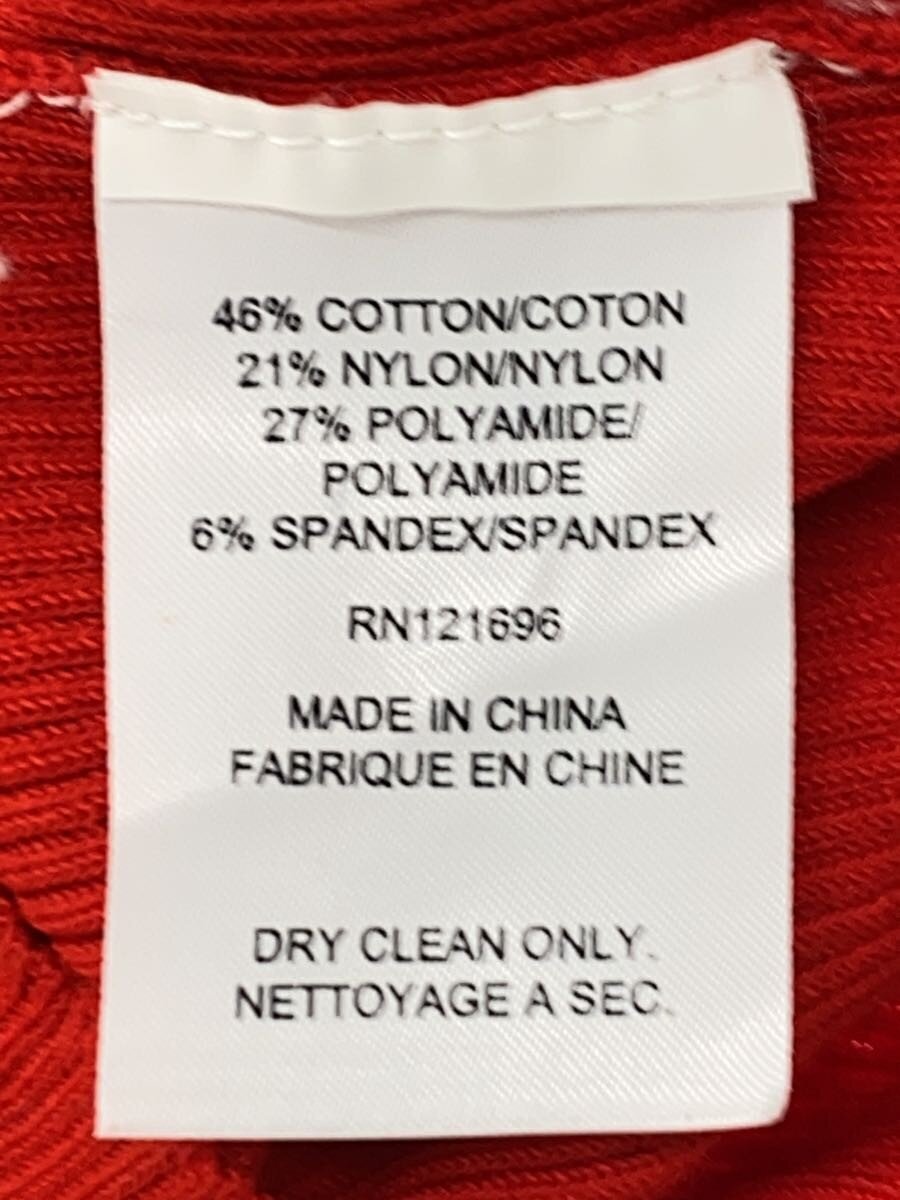 46% COTTON/COTON
21% NYLON/NYLON
27% POLYAMIDE/
POLYAMIDE
6% SPANDEX/SPANDEX
RN121696
MADE IN CHINA
FABRIQUE EN CHINE
DRY CLEAN ONLY.
NETTOYAGE A SEC.